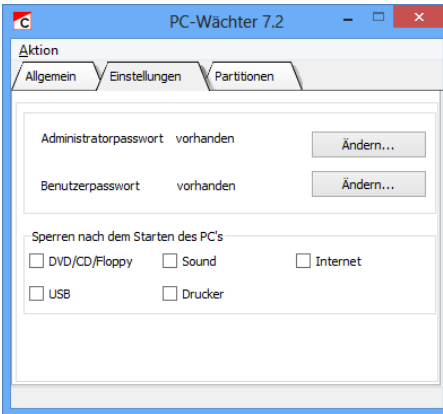 PC-Wächter 7.2
Aktion
Allgemein Einstellungen Partitionen
Administratorpasswort vorhanden Ändern...
Benutzerpasswort vorhanden Ändern...
Sperren nach dem Starten des PC's
DVD/CD/Floppy Sound Internet
USB Drucker